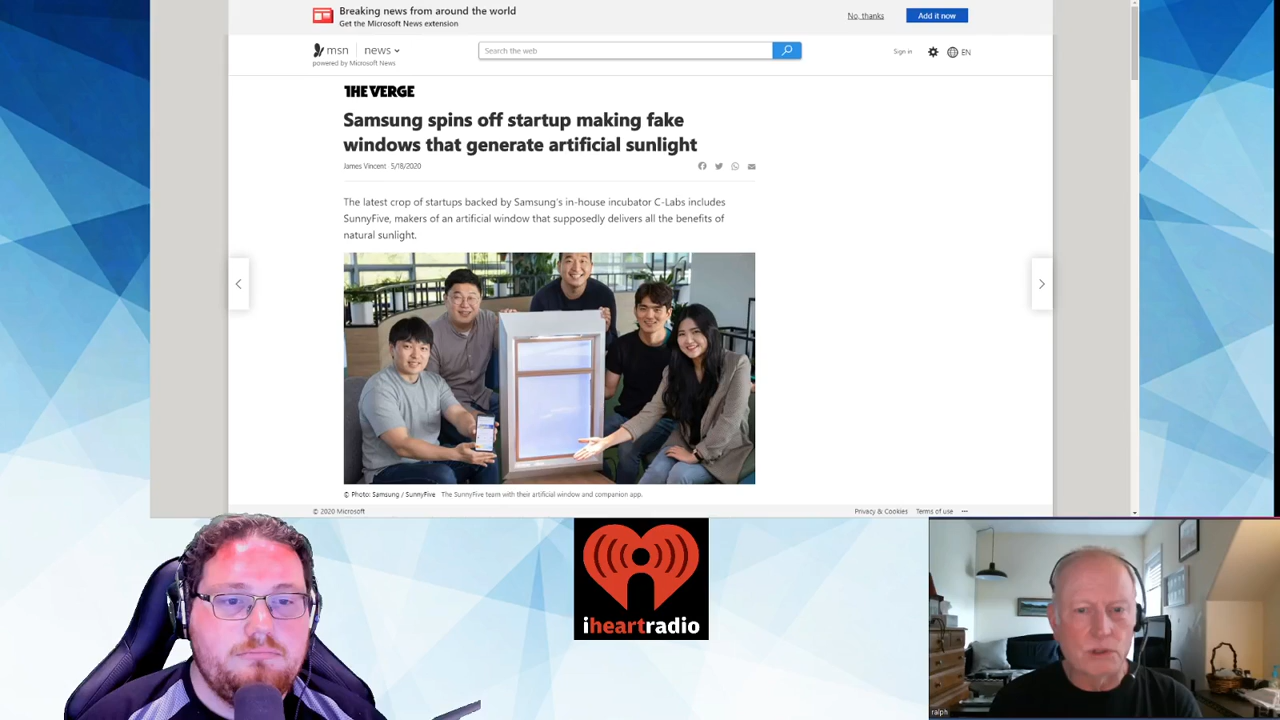 Breaking news from around the world
Get the Microsoft News extension
No, thanks
Add it now
msn
news
powered by Microsoft News
Search the web
Sign in
EN
THE VERGE
Samsung spins off startup making fake
windows that generate artificial sunlight
James Vincent 5/18/2020
The latest crop of startups backed by Samsung's in-house incubator C-Labs includes
SunnyFive, makers of an artificial window that supposedly delivers all the benefits of
natural sunlight.
© Photo: Samsung / SunnyFive The SunnyFive team with their artificial window and companion app.
© 2020 Microsoft
Privacy & Cookies Terms of use
iheartradio
ralph